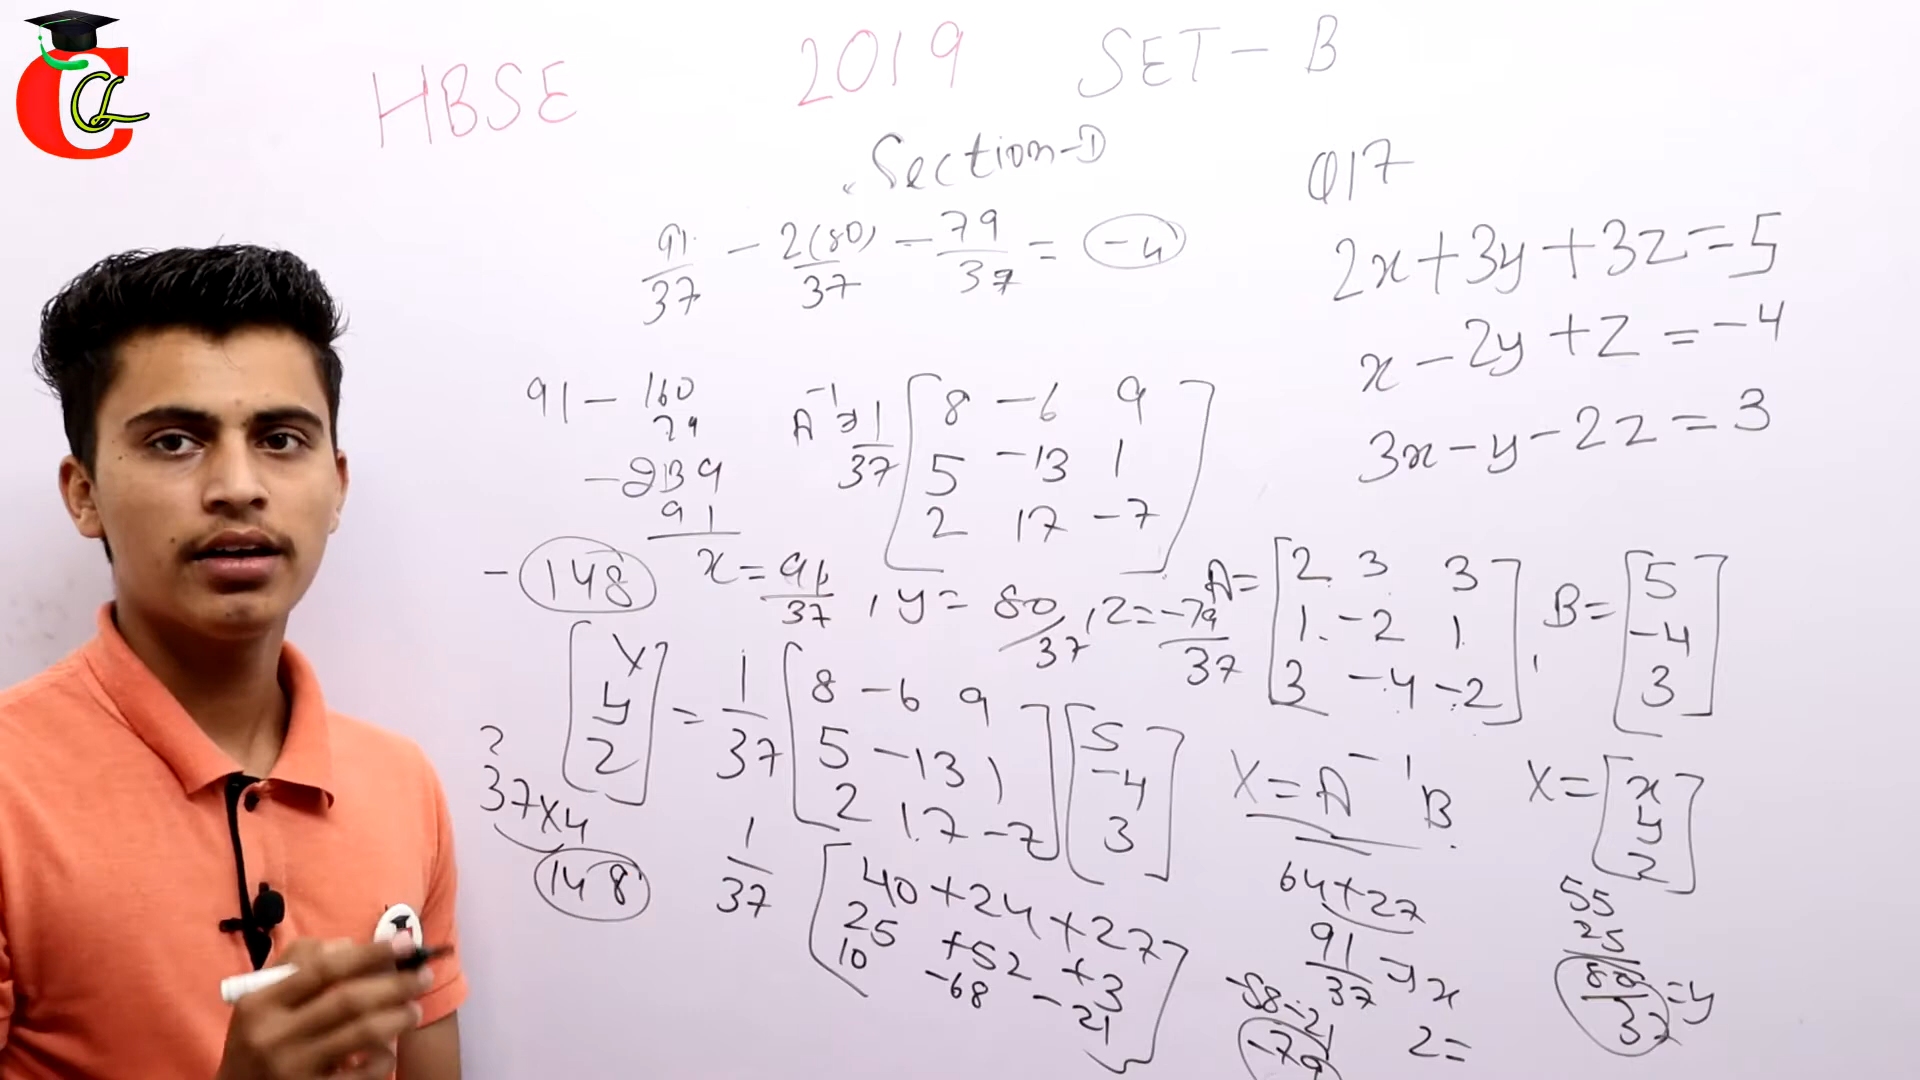 HBSE 2019 SET-B
Section-D
Q17
2x+3y+3z=5
x-2y+z=-4
3x-y-2z=3
91/37 - 2(80)/37 - 79/37 = -4
91-160
79
-239
91
-148
A⁻¹ = 1/37 [8 -6 9
5 -13 1
2 17 -7]
x=91/37, y=80/37, z=-79/37
A=[2 3 3
1 -2 1
3 -4 -2], B=[5
-4
3]
[x
y
z] = 1/37 [8 -6 9
5 -13 1
2 17 -7] [5
-4
3]
X=A⁻¹B
X=[x
y
z]
?
37x4
148
1/37 [40+24+27
25 +52 +3
10 -68 -21]
64+27
91/37 = x
-58-21
-79
z=
55
25
80/37 = y